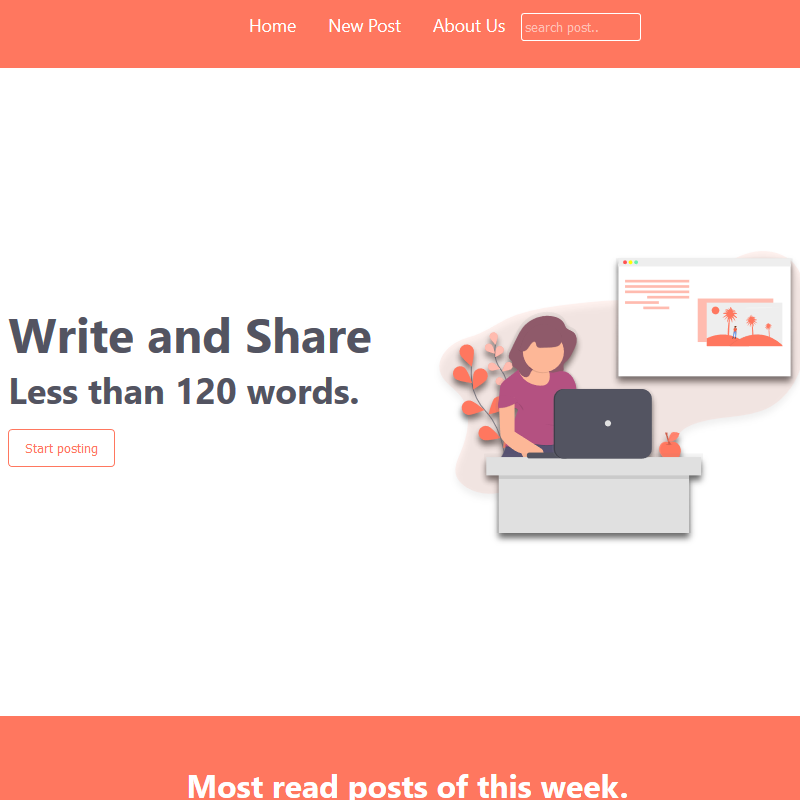 Home New Post About Us search post..
Write and Share
Less than 120 words.
Start posting
Most read posts of this week.